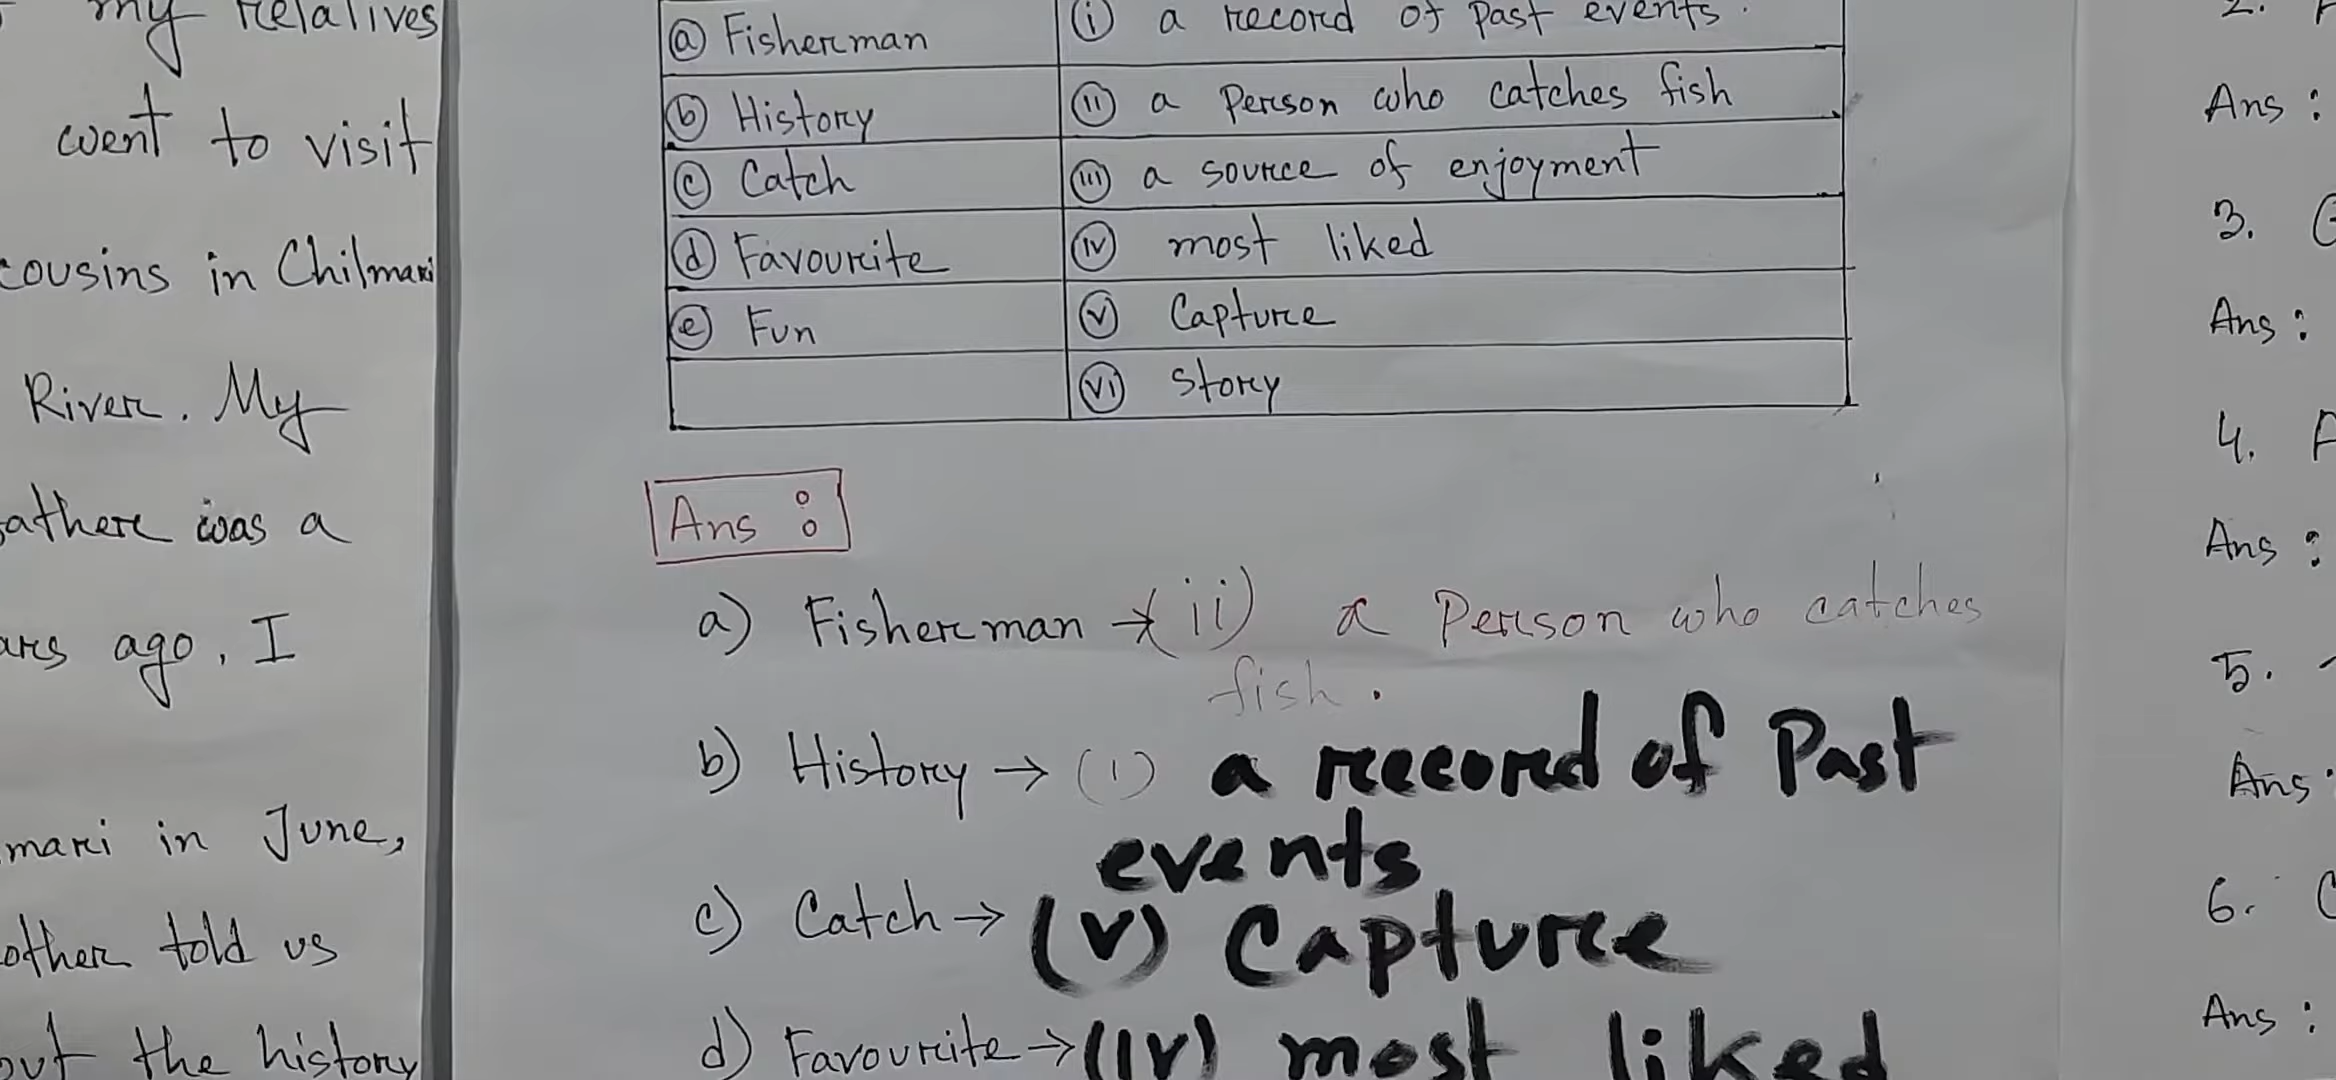 my relatives
went to visit
cousins in Chilmari
River. My
was a
ago, I
in June,
told us
the history
ⓐ Fisherman ⓘ a record of past events.
ⓑ History (ii) a person who catches fish
ⓒ Catch (iii) a source of enjoyment
ⓓ Favourite (iv) most liked
ⓔ Fun (v) Capture
(vi) story
Ans :
a) Fisherman → (ii) a Person who catches
fish.
b) History → (i) a record of Past
events
c) Catch → (v) Capture
d) Favourite → (iv) most liked
2.
Ans :
3.
Ans :
4.
Ans :
5.
Ans :
6.
Ans :